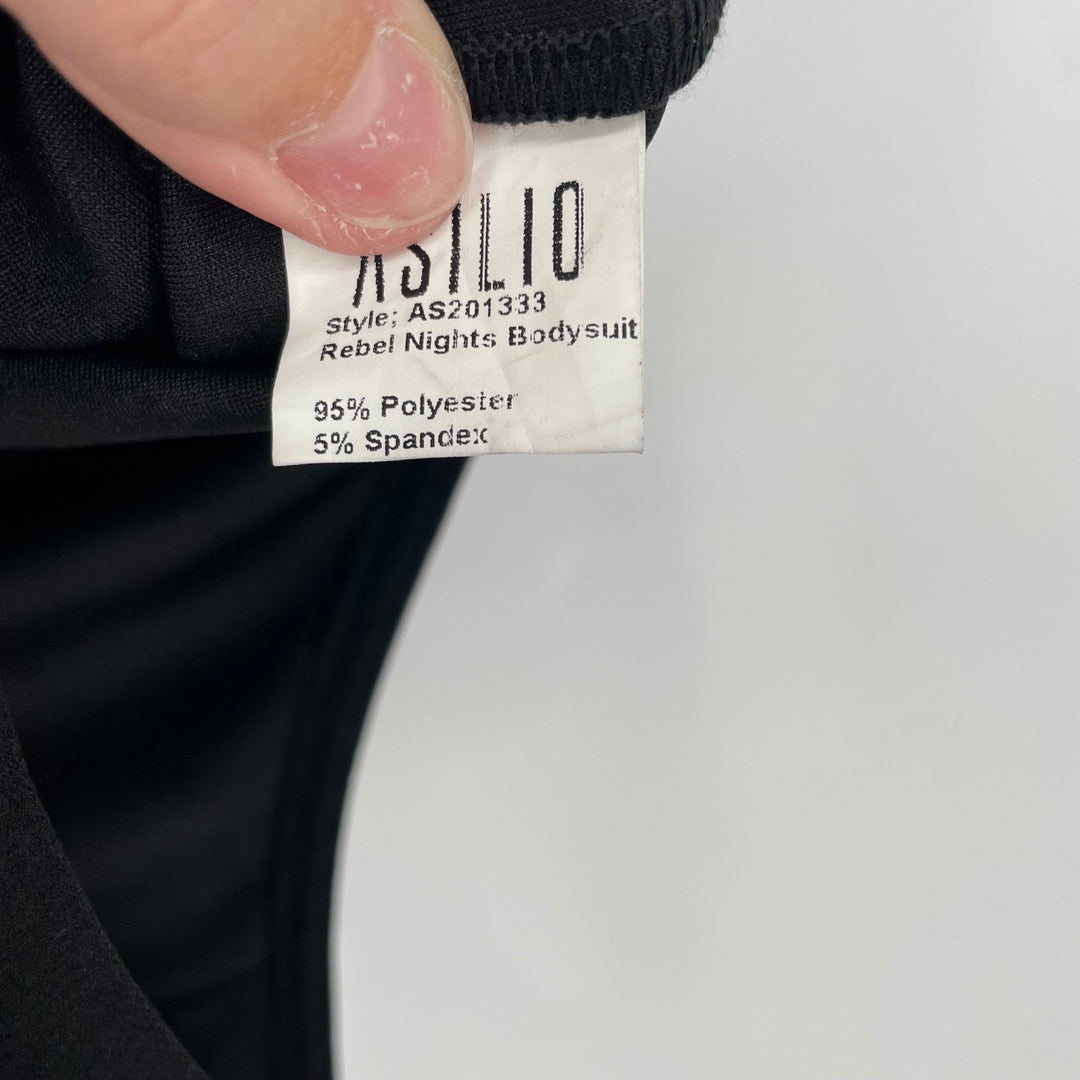 ASILIO
Style; AS201333
Rebel Nights Bodysuit
95% Polyester
5% Spandex